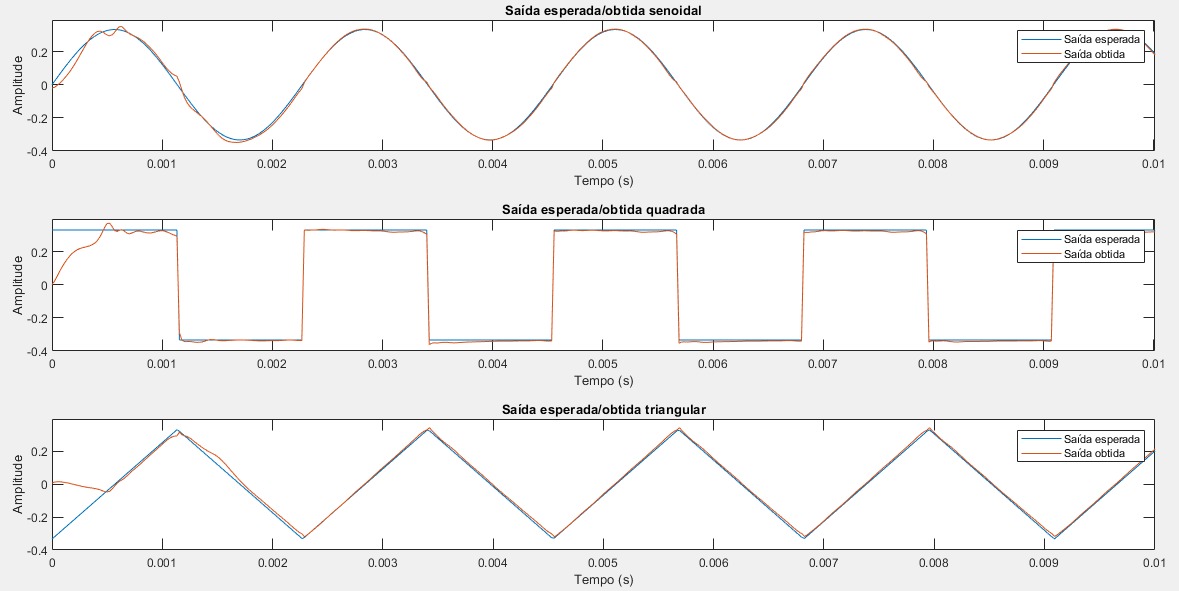 Saída esperada/obtida senoidal
Saída esperada
Saída obtida
Amplitude
0.2
0
-0.2
-0.4
0 0.001 0.002 0.003 0.004 0.005 0.006 0.007 0.008 0.009 0.01
Tempo (s)
Saída esperada/obtida quadrada
Saída esperada
Saída obtida
Amplitude
0.2
0
-0.2
-0.4
0 0.001 0.002 0.003 0.004 0.005 0.006 0.007 0.008 0.009 0.01
Tempo (s)
Saída esperada/obtida triangular
Saída esperada
Saída obtida
Amplitude
0.2
0
-0.2
-0.4
0 0.001 0.002 0.003 0.004 0.005 0.006 0.007 0.008 0.009 0.01
Tempo (s)